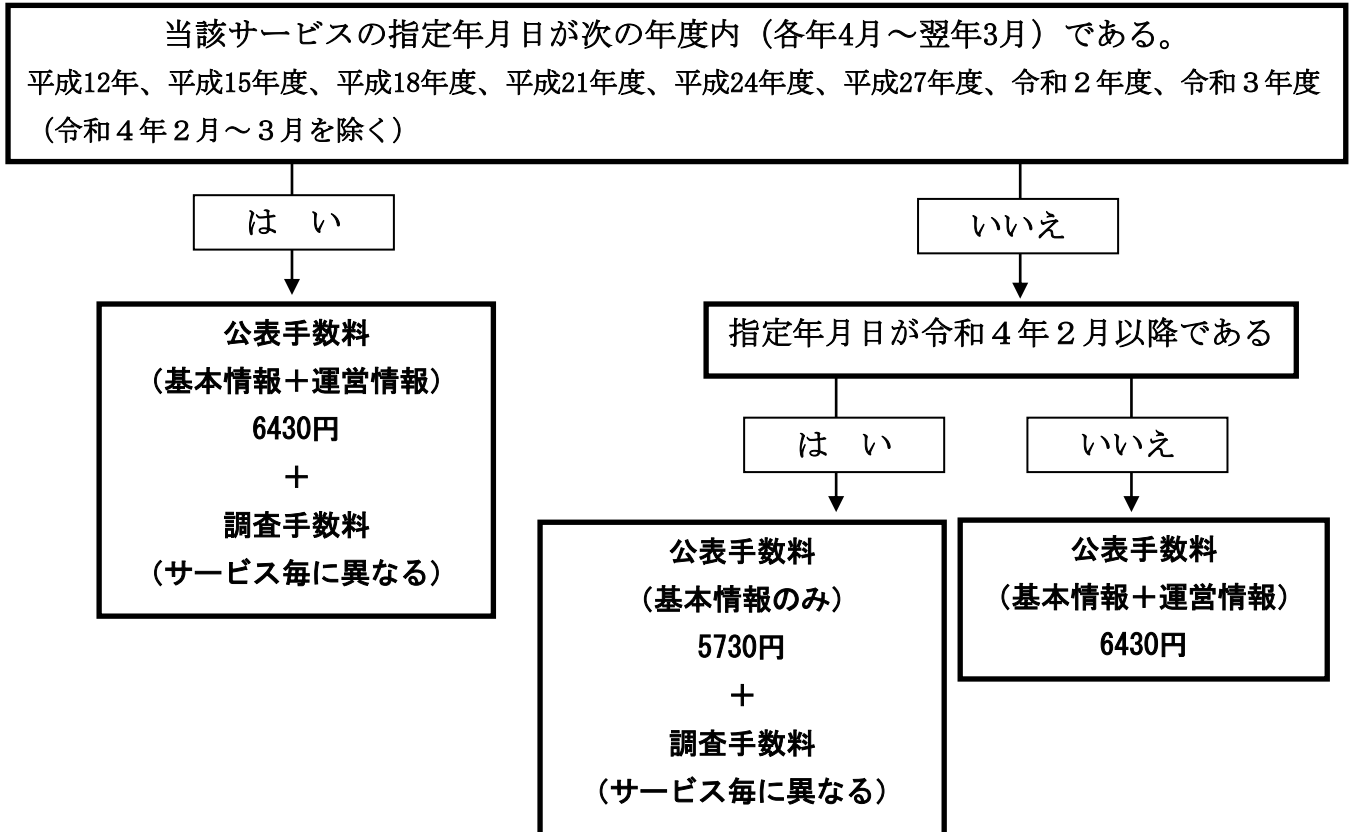 当該サービスの指定年月日が次の年度内（各年4月～翌年3月）である。
平成12年、平成15年度、平成18年度、平成21年度、平成24年度、平成27年度、令和２年度、令和３年度
（令和４年２月～３月を除く）
は　い
いいえ
公表手数料
（基本情報＋運営情報）
6430円
＋
調査手数料
（サービス毎に異なる）
指定年月日が令和４年２月以降である
は　い
いいえ
公表手数料
（基本情報のみ）
5730円
＋
調査手数料
（サービス毎に異なる）
公表手数料
（基本情報＋運営情報）
6430円